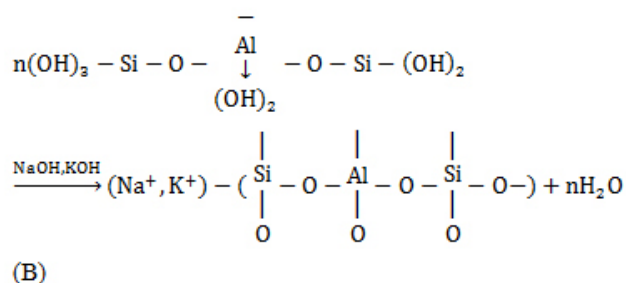 −
Al
n(OH)₃ − Si − O − ↓ − O − Si − (OH)₂
(OH)₂
| | |
NaOH,KOH
⟶ (Na⁺, K⁺) − ( Si − O − Al − O − Si − O−) + nH₂O
| | |
O O O
(B)